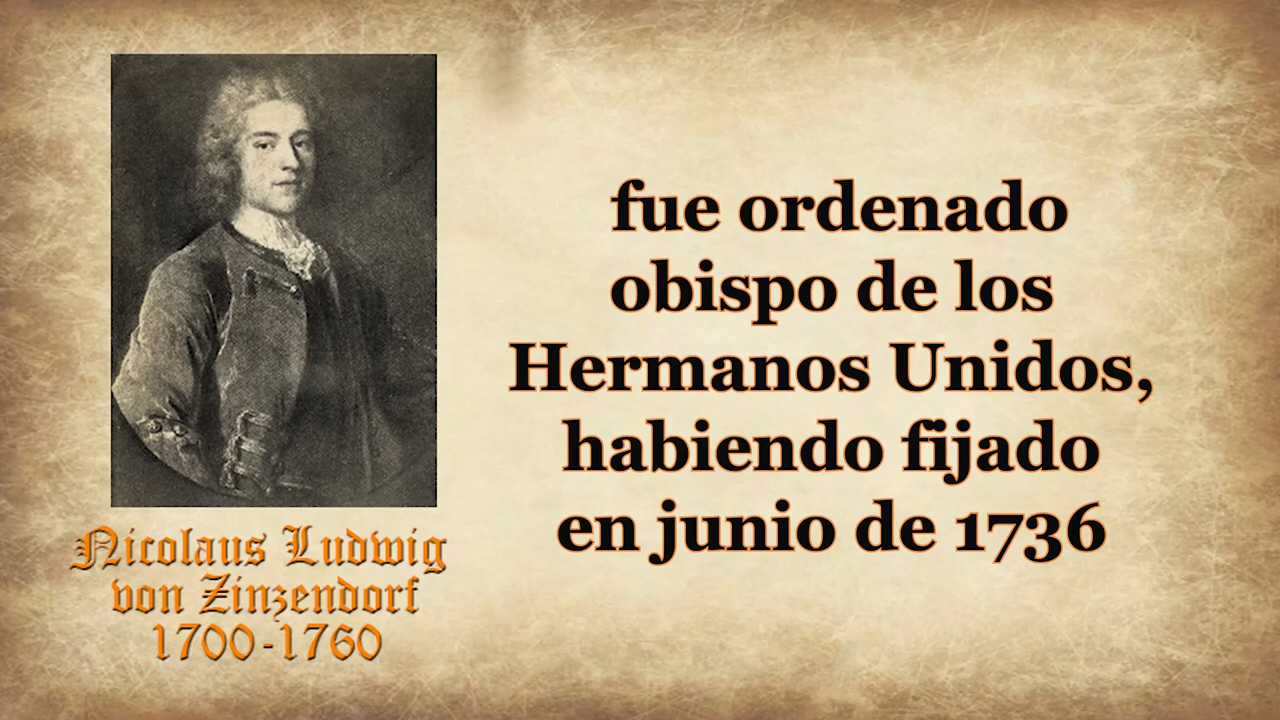 Nicolaus Ludwig
von Zinzendorf
1700-1760
fue ordenado
obispo de los
Hermanos Unidos,
habiendo fijado
en junio de 1736